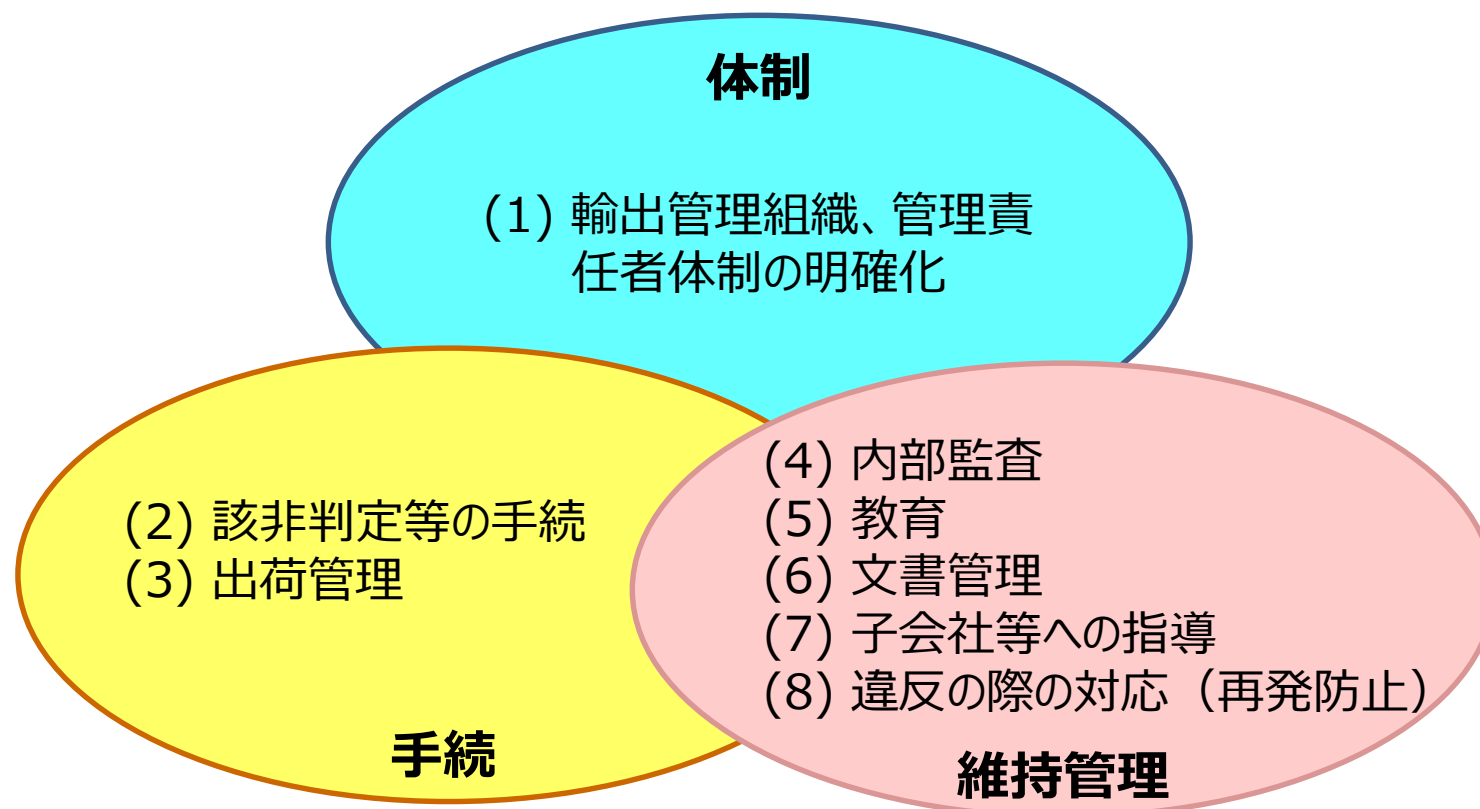 体制
(1) 輸出管理組織、管理責
任者体制の明確化
(2) 該非判定等の手続
(3) 出荷管理
手続
(4) 内部監査
(5) 教育
(6) 文書管理
(7) 子会社等への指導
(8) 違反の際の対応（再発防止）
維持管理